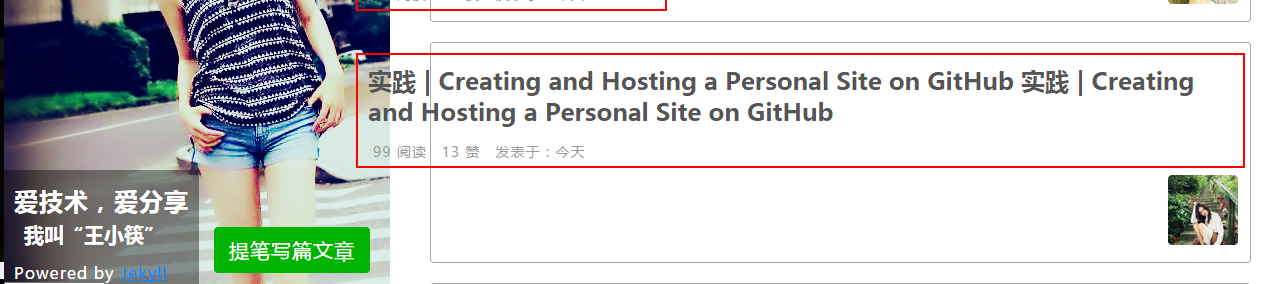 实践 | Creating and Hosting a Personal Site on GitHub 实践 | Creating
and Hosting a Personal Site on GitHub
99 阅读 13 赞 发表于：今天
爱技术，爱分享
我叫“王小筷”
提笔写篇文章
Powered by Jekyll